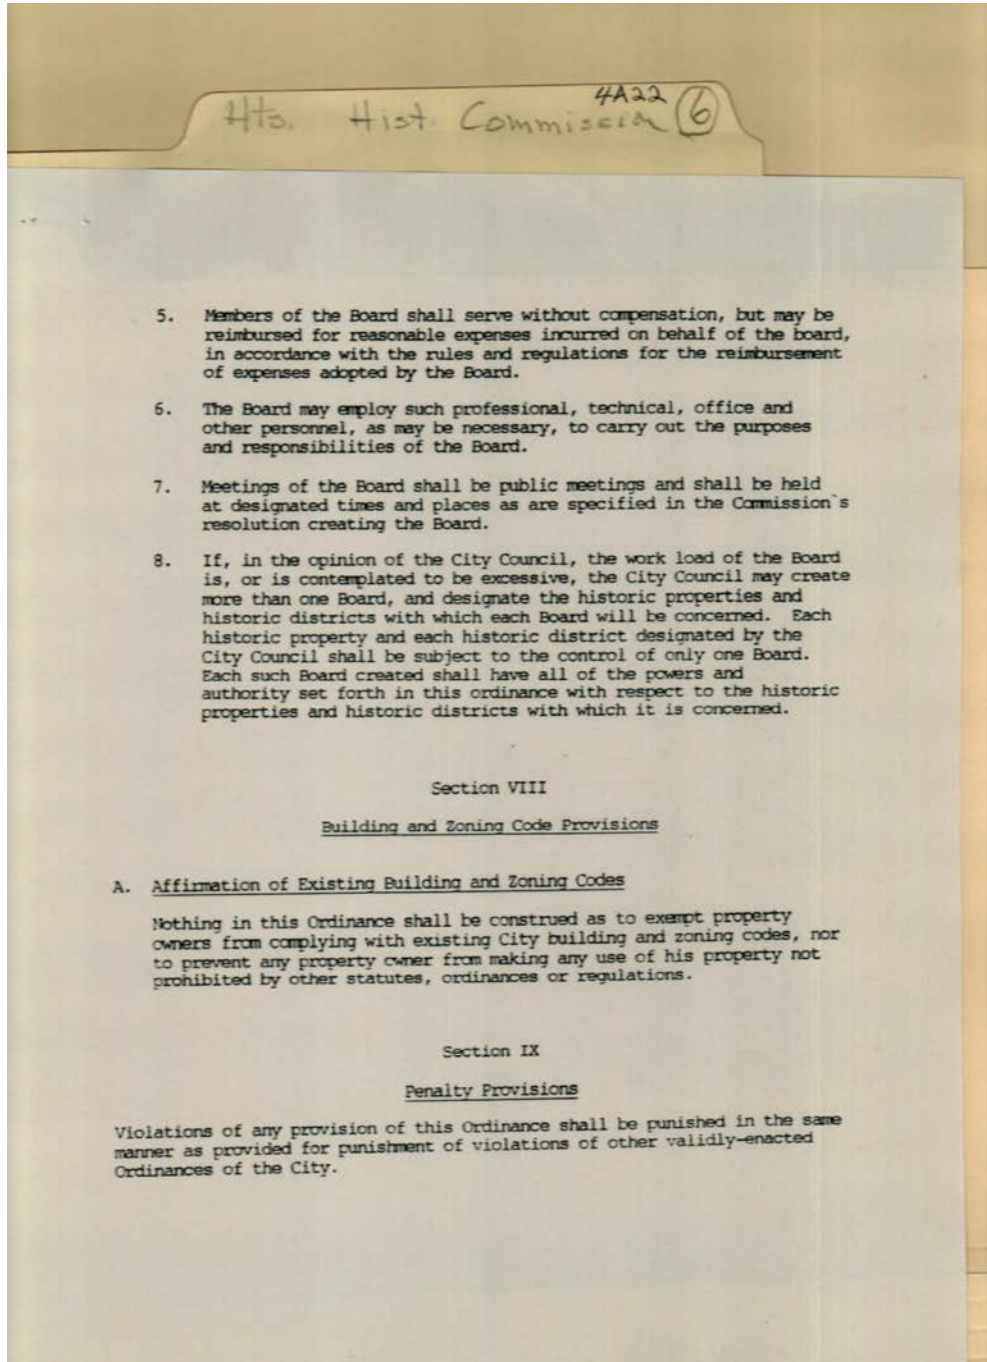 4A22
Hts. Hist. Commission 6
5. Members of the Board shall serve without compensation, but may be
reimbursed for reasonable expenses incurred on behalf of the board,
in accordance with the rules and regulations for the reimbursement
of expenses adopted by the Board.
6. The Board may employ such professional, technical, office and
other personnel, as may be necessary, to carry out the purposes
and responsibilities of the Board.
7. Meetings of the Board shall be public meetings and shall be held
at designated times and places as are specified in the Commission`s
resolution creating the Board.
8. If, in the opinion of the City Council, the work load of the Board
is, or is contemplated to be excessive, the City Council may create
more than one Board, and designate the historic properties and
historic districts with which each Board will be concerned. Each
historic property and each historic district designated by the
City Council shall be subject to the control of only one Board.
Each such Board created shall have all of the powers and
authority set forth in this ordinance with respect to the historic
properties and historic districts with which it is concerned.
Section VIII
Building and Zoning Code Provisions
A. Affirmation of Existing Building and Zoning Codes
Nothing in this Ordinance shall be construed as to exempt property
owners from complying with existing City building and zoning codes, nor
to prevent any property owner from making any use of his property not
prohibited by other statutes, ordinances or regulations.
Section IX
Penalty Provisions
Violations of any provision of this Ordinance shall be punished in the same
manner as provided for punishment of violations of other validly-enacted
Ordinances of the City.